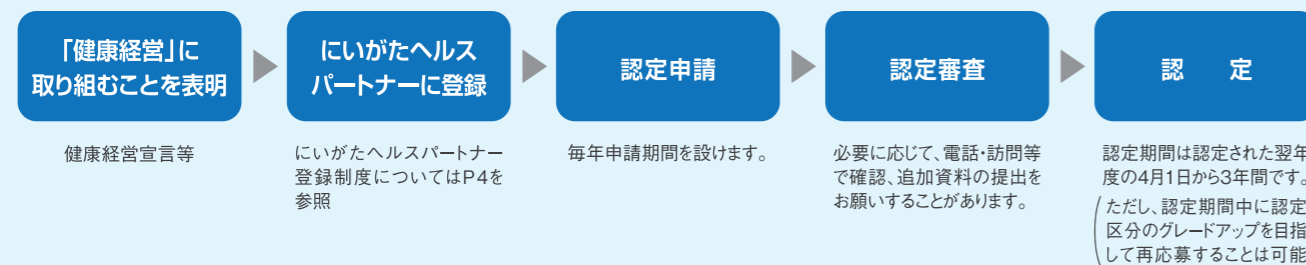 「健康経営」に
取り組むことを表明
にいがたヘルス
パートナーに登録
認定申請
認定審査
認　定
健康経営宣言等
にいがたヘルスパートナー
登録制度についてはP4を
参照
毎年申請期間を設けます。
必要に応じて、電話・訪問等
で確認、追加資料の提出を
お願いすることがあります。
認定期間は認定された翌年
度の4月1日から3年間です。
(ただし、認定期間中に認定
区分のグレードアップを目指
して再応募することは可能